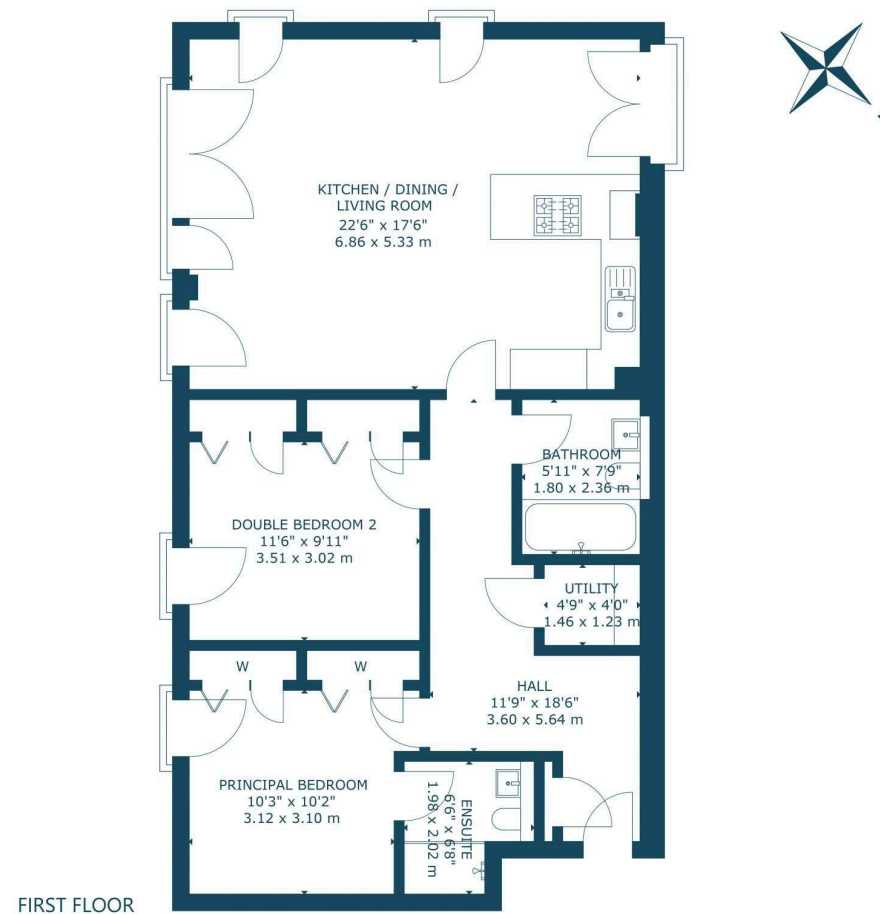 KITCHEN / DINING /
LIVING ROOM
22'6" x 17'6"
6.86 x 5.33 m
BATHROOM
5'11" x 7'9"
1.80 x 2.36 m
DOUBLE BEDROOM 2
11'6" x 9'11"
3.51 x 3.02 m
UTILITY
4'9" x 4'0"
1.46 x 1.23 m
W
W
HALL
11'9" x 18'6"
3.60 x 5.64 m
PRINCIPAL BEDROOM
10'3" x 10'2"
3.12 x 3.10 m
ENSUITE
6'6" x 6'8"
1.98 x 2.02 m
FIRST FLOOR